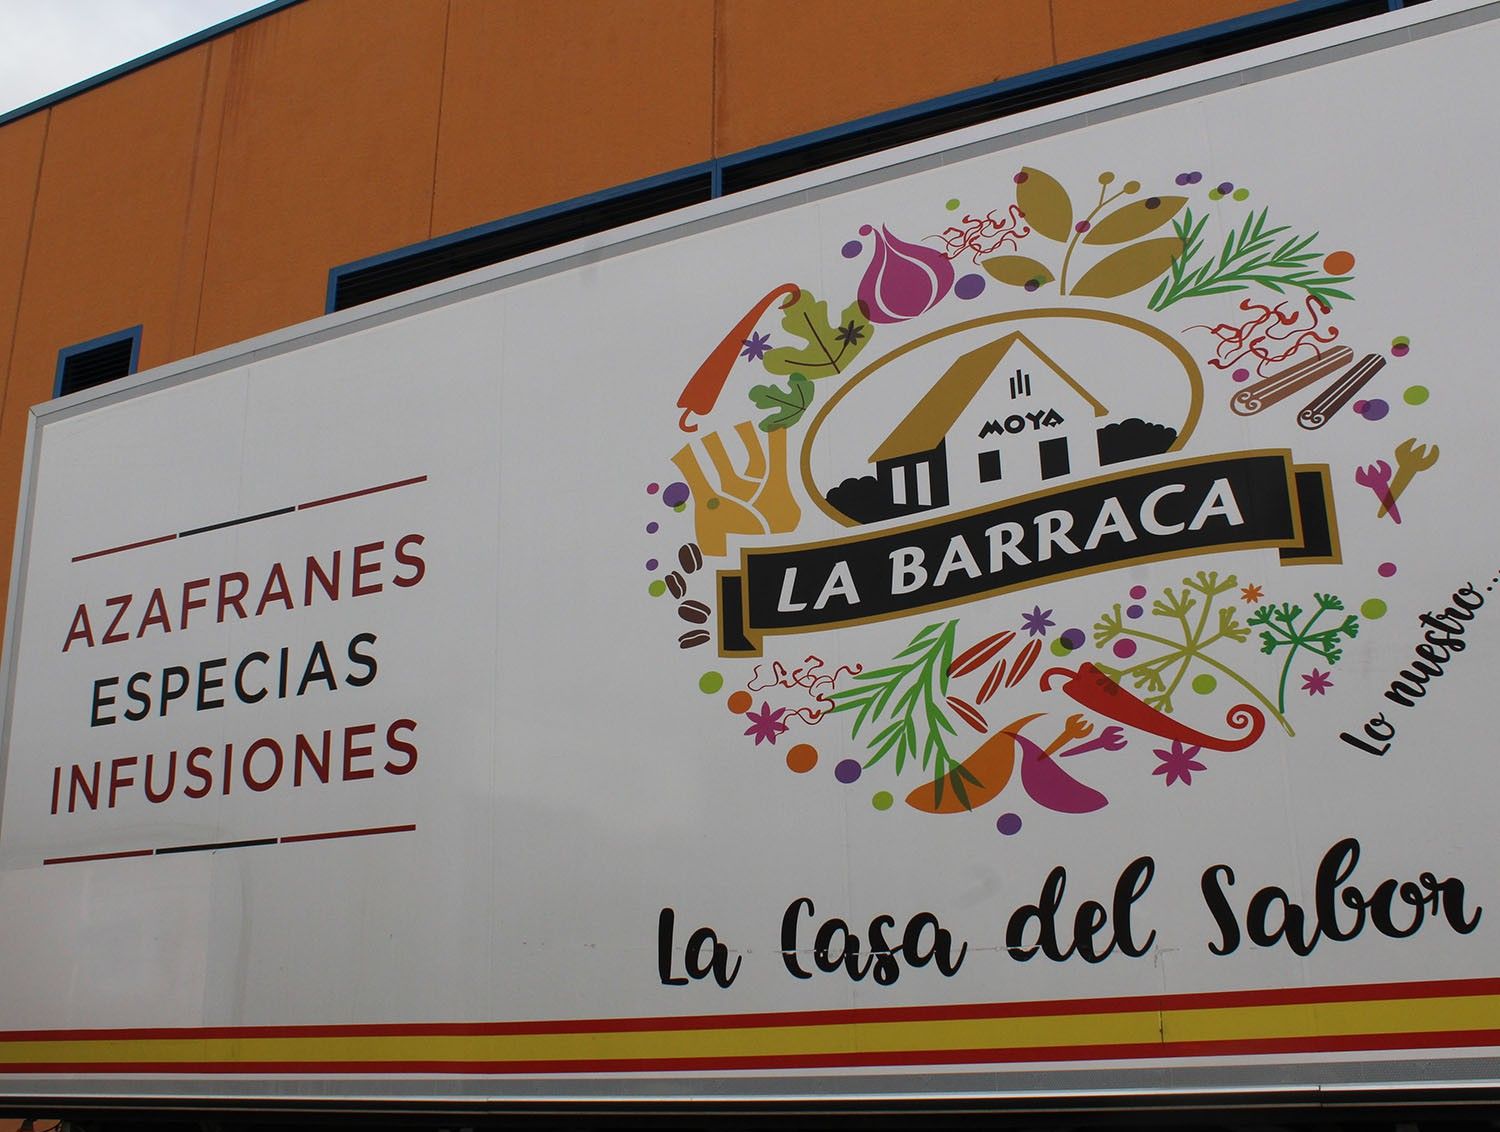 AZAFRANES
ESPECIAS
INFUSIONES
MOYA
LA BARRACA
Lo nuestro...
La Casa del Sabor